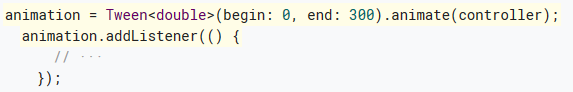 animation = Tween<double>(begin: 0, end: 300).animate(controller);
  animation.addListener(() {
      // ···
    });